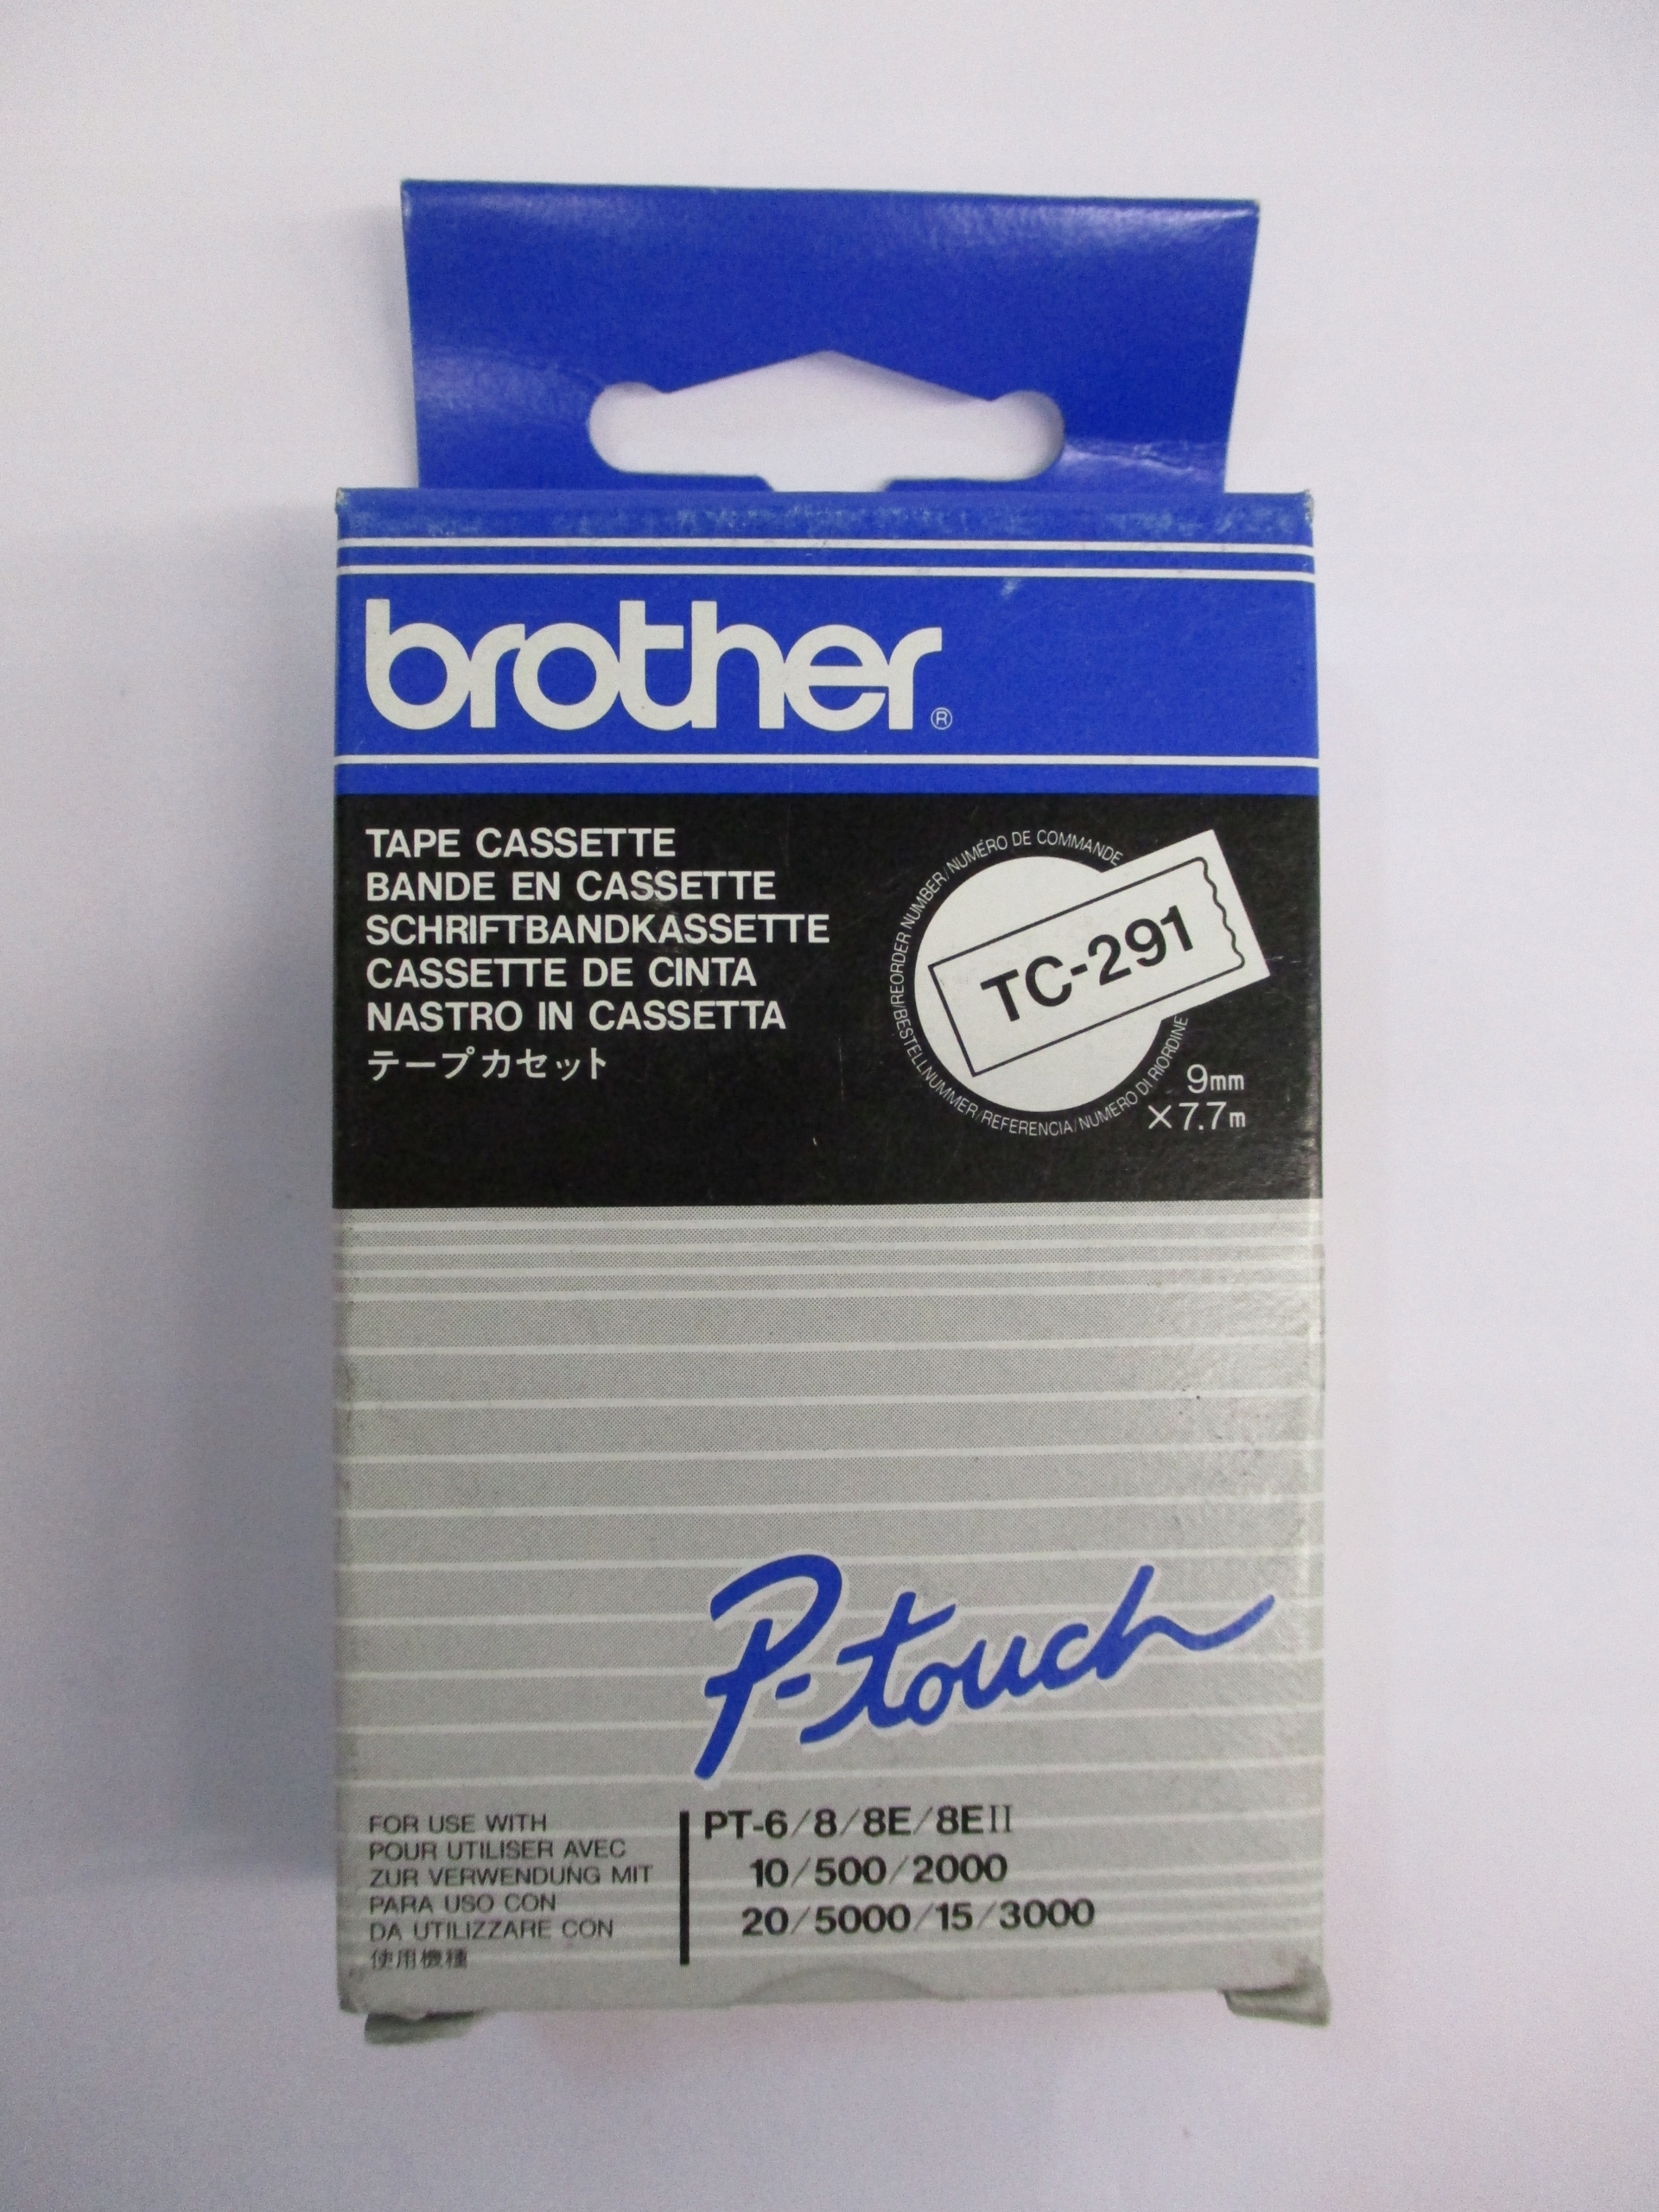 brother®
TAPE CASSETTE
BANDE EN CASSETTE
SCHRIFTBANDKASSETTE
CASSETTE DE CINTA
NASTRO IN CASSETTA
テープカセット
BESTELLNUMMER/REFERENCIA/NUMERO DI RIORDINE
/REORDER NUMBER/NUMÉRO DE COMMANDE
TC-291
9mm
×7.7m
P-touch
FOR USE WITH
POUR UTILISER AVEC
ZUR VERWENDUNG MIT
PARA USO CON
DA UTILIZZARE CON
使用機種
PT-6/8/8E/8EII
10/500/2000
20/5000/15/3000